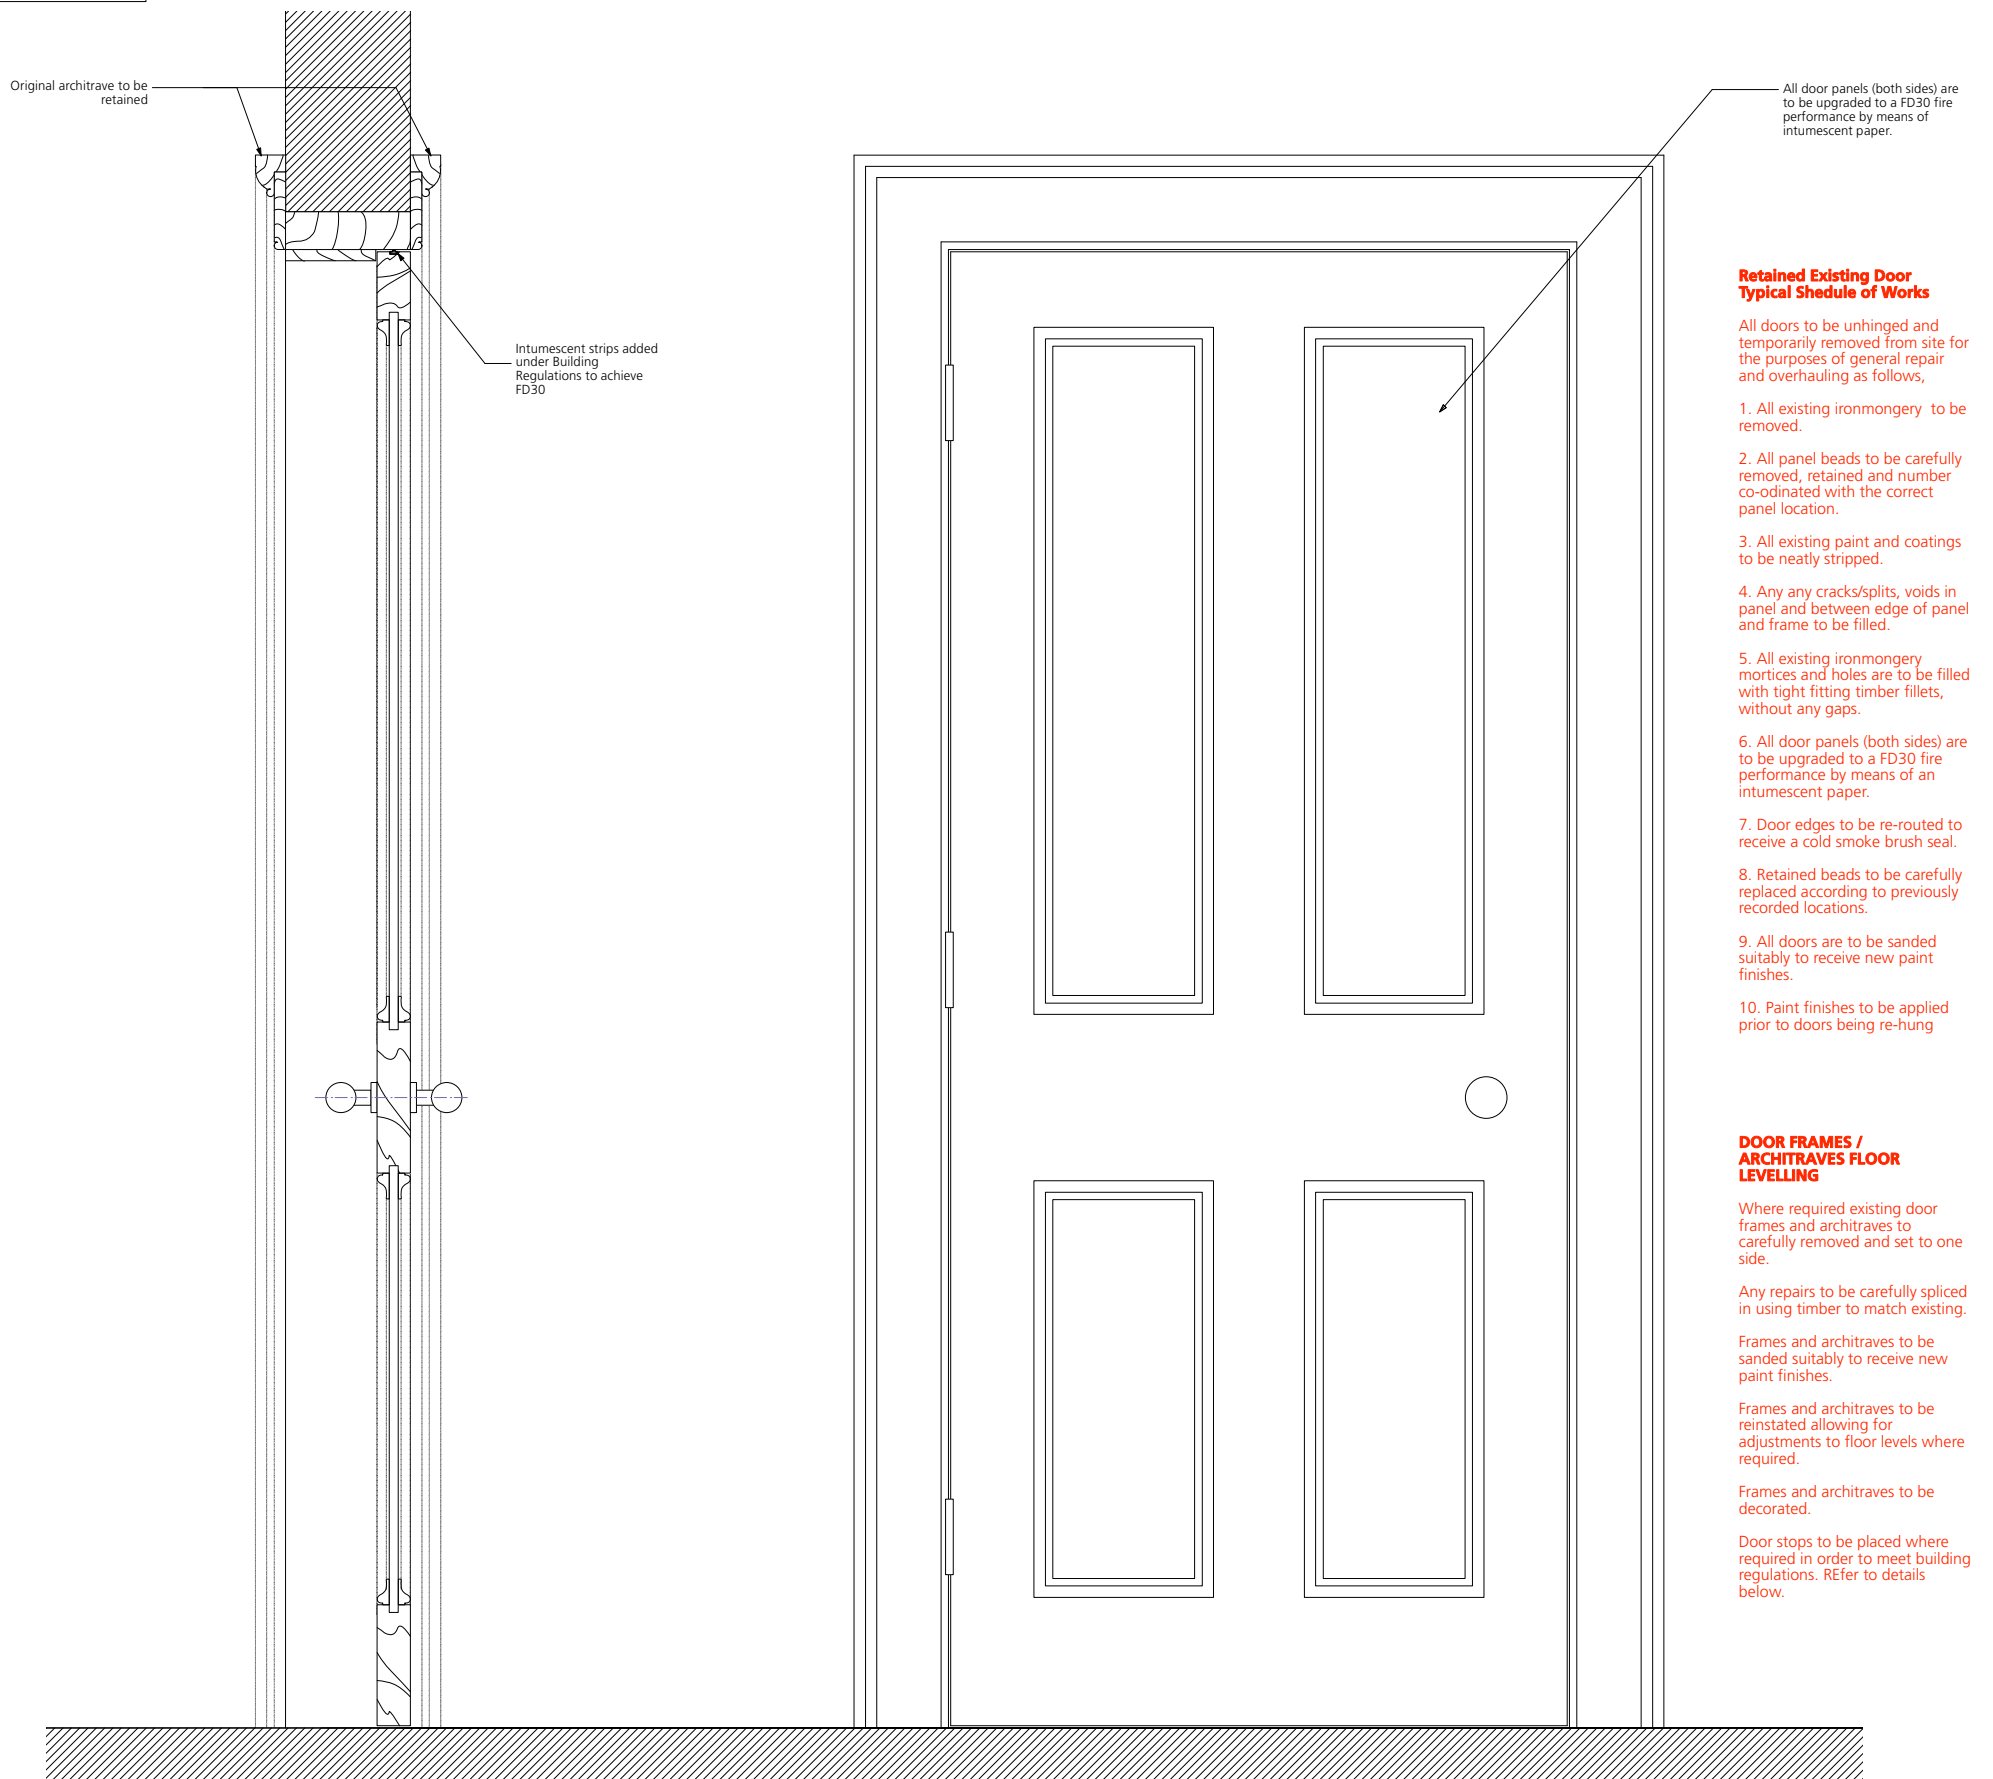 Original architrave to be
retained
All door panels (both sides) are
to be upgraded to a FD30 fire
performance by means of
intumescent paper.
Intumescent strips added
under Building
Regulations to achieve
FD30
Retained Existing Door
Typical Shedule of Works
All doors to be unhinged and
temporarily removed from site for
the purposes of general repair
and overhauling as follows,
1. All existing ironmongery  to be
removed.
2. All panel beads to be carefully
removed, retained and number
co-odinated with the correct
panel location.
3. All existing paint and coatings
to be neatly stripped.
4. Any any cracks/splits, voids in
panel and between edge of panel
and frame to be filled.
5. All existing ironmongery
mortices and holes are to be filled
with tight fitting timber fillets,
without any gaps.
6. All door panels (both sides) are
to be upgraded to a FD30 fire
performance by means of an
intumescent paper.
7. Door edges to be re-routed to
receive a cold smoke brush seal.
8. Retained beads to be carefully
replaced according to previously
recorded locations.
9. All doors are to be sanded
suitably to receive new paint
finishes.
10. Paint finishes to be applied
prior to doors being re-hung
DOOR FRAMES /
ARCHITRAVES FLOOR
LEVELLING
Where required existing door
frames and architraves to
carefully removed and set to one
side.
Any repairs to be carefully spliced
in using timber to match existing.
Frames and architraves to be
sanded suitably to receive new
paint finishes.
Frames and architraves to be
reinstated allowing for
adjustments to floor levels where
required.
Frames and architraves to be
decorated.
Door stops to be placed where
required in order to meet building
regulations. REfer to details
below.